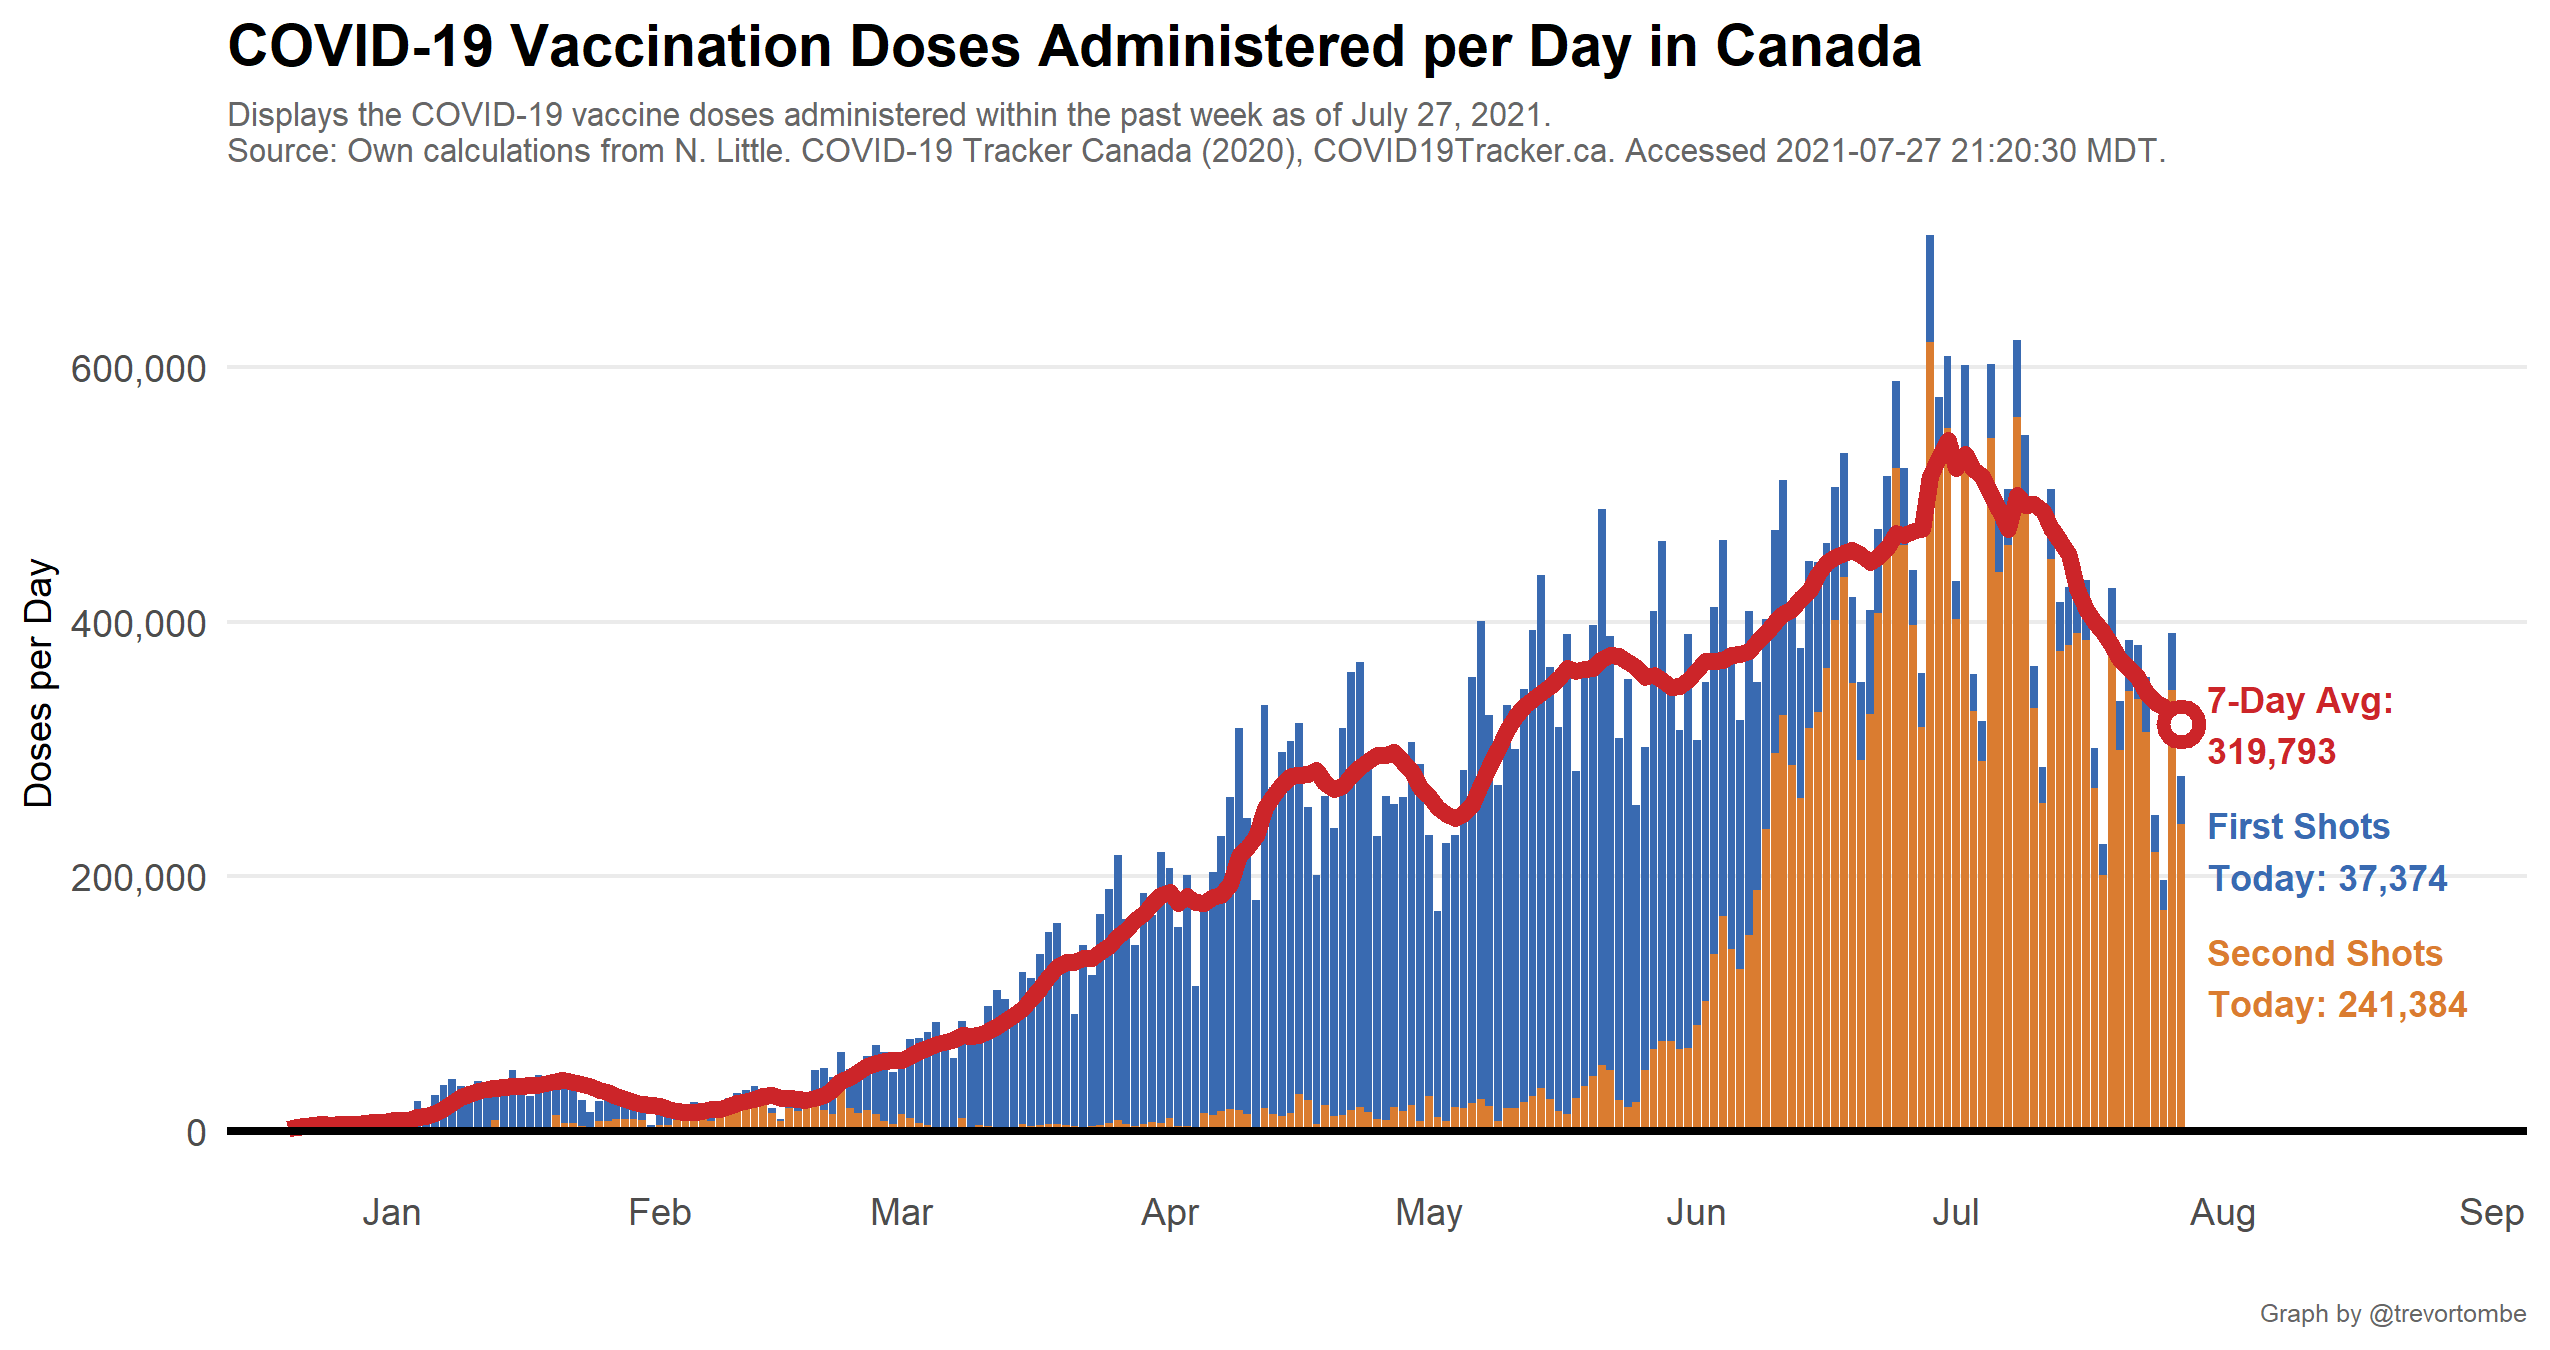 COVID-19 Vaccination Doses Administered per Day in Canada
Displays the COVID-19 vaccine doses administered within the past week as of July 27, 2021.
Source: Own calculations from N. Little. COVID-19 Tracker Canada (2020), COVID19Tracker.ca. Accessed 2021-07-27 21:20:30 MDT.
Doses per Day
600,000
400,000
200,000
0
7-Day Avg:
319,793
First Shots
Today: 37,374
Second Shots
Today: 241,384
Jan
Feb
Mar
Apr
May
Jun
Jul
Aug
Sep
Graph by @trevortombe